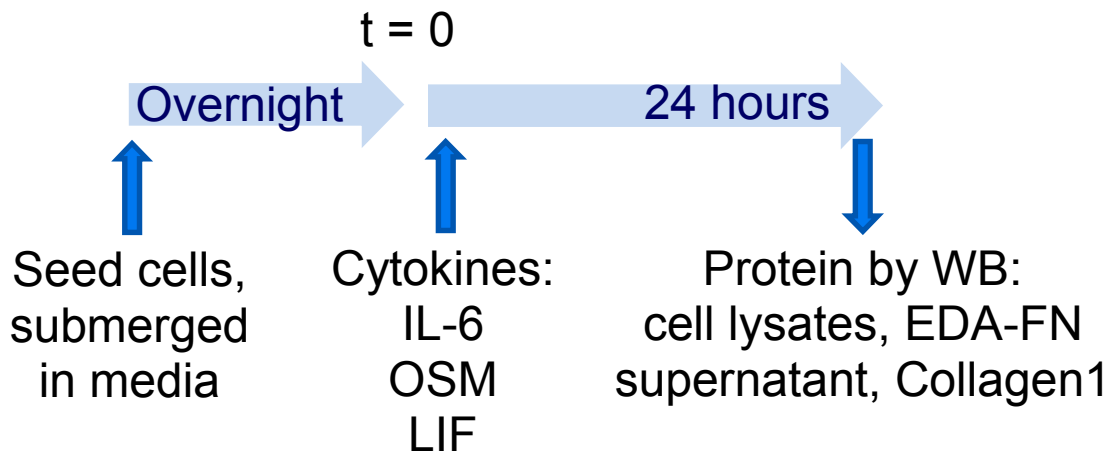 t = 0
Overnight
24 hours
Seed cells,
submerged
in media
Cytokines:
IL-6
OSM
LIF
Protein by WB:
cell lysates, EDA-FN
supernatant, Collagen1